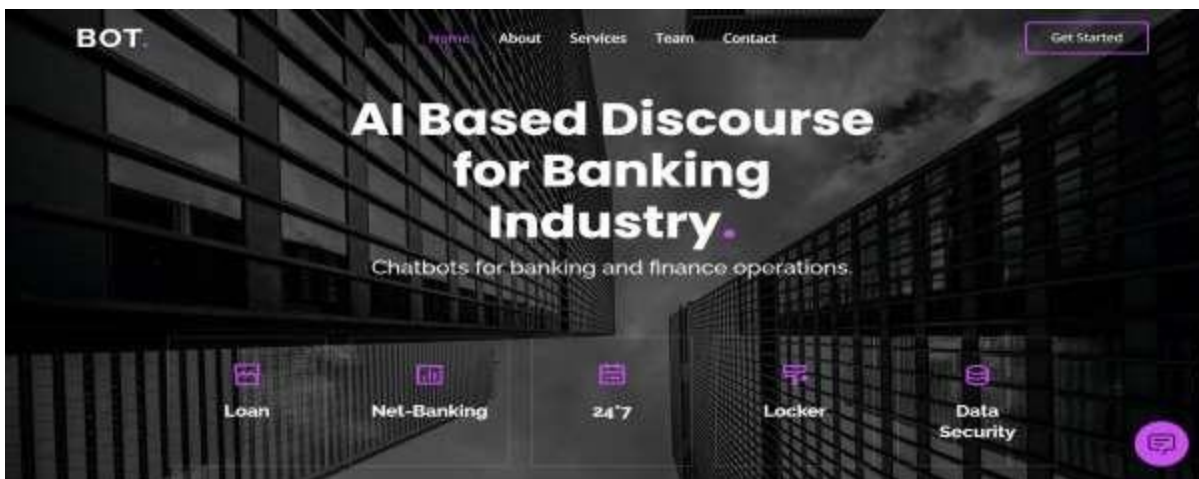 BOT.
Home About Services Team Contact
Get Started
AI Based Discourse
for Banking
Industry.
Chatbots for banking and finance operations.
Loan
Net-Banking
24*7
Locker
Data
Security